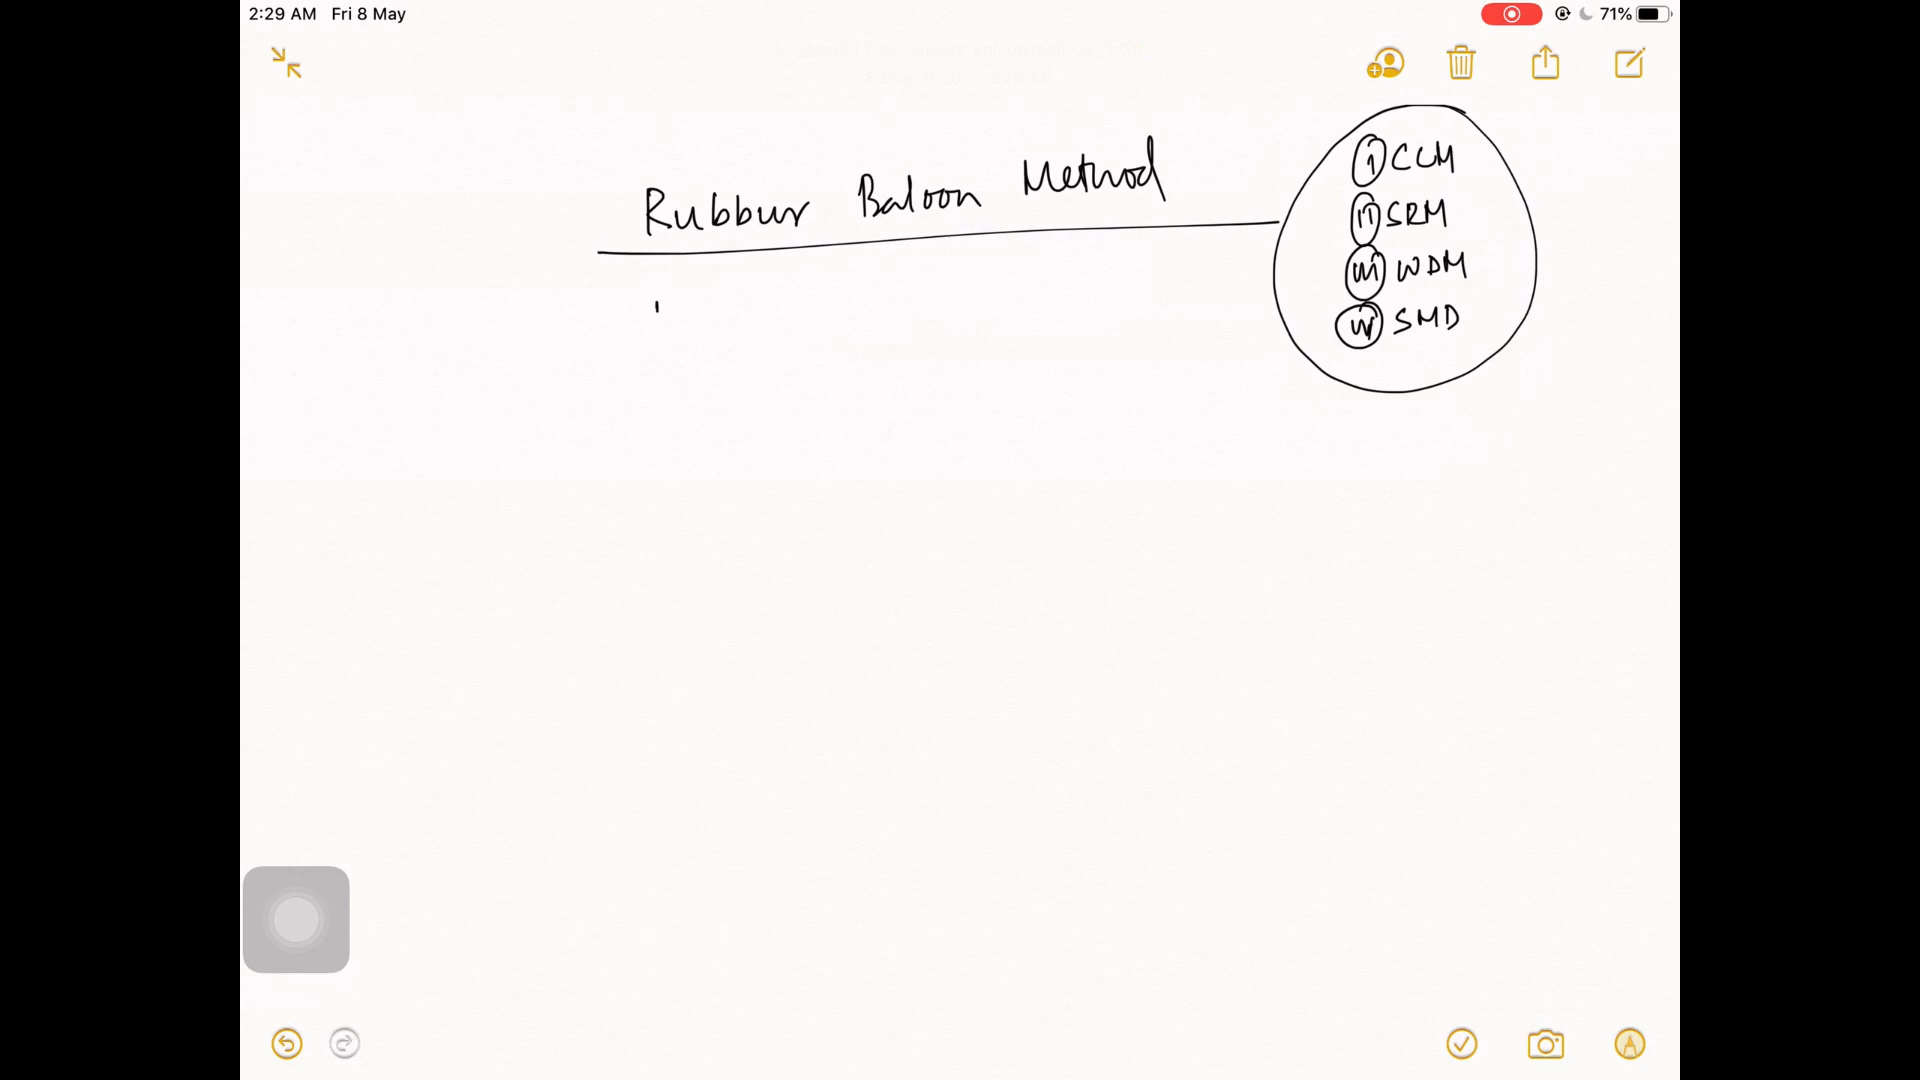 2:29 AM Fri 8 May
71%
Rubbur Baloon Method
i CCM
ii SRM
iii WDM
iv SMD